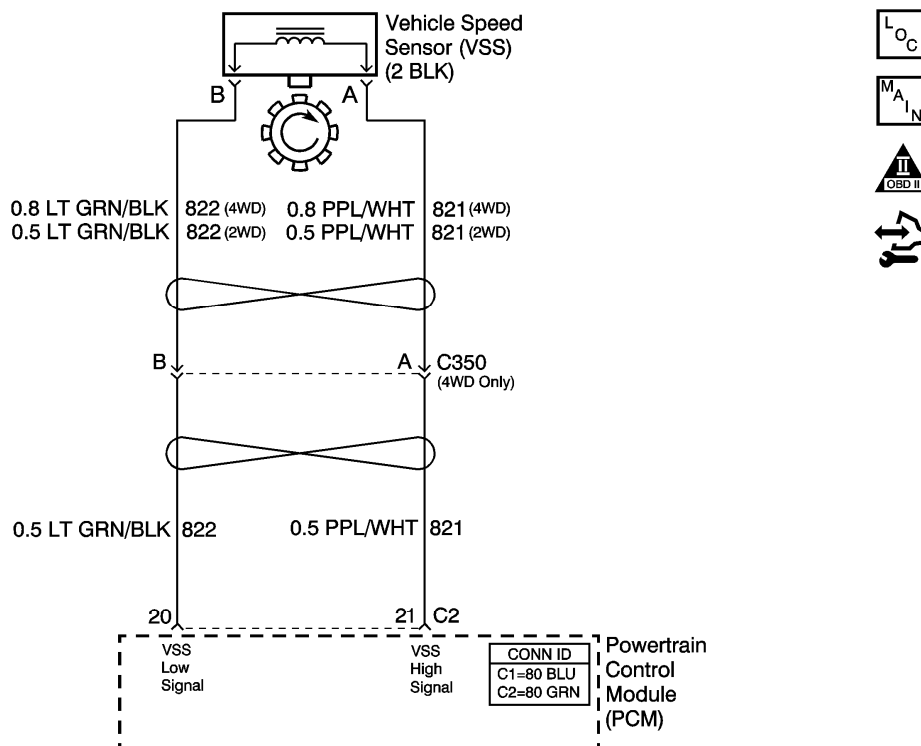 Vehicle Speed
Sensor (VSS)
(2 BLK)
LOC
B
A
MAIN
II
OBD II
0.8 LT GRN/BLK 822 (4WD) 0.8 PPL/WHT 821 (4WD)
0.5 LT GRN/BLK 822 (2WD) 0.5 PPL/WHT 821 (2WD)
B
A C350
(4WD Only)
0.5 LT GRN/BLK 822 0.5 PPL/WHT 821
20
21 C2
VSS
Low
Signal
VSS
High
Signal
CONN ID
C1=80 BLU
C2=80 GRN
Powertrain
Control
Module
(PCM)